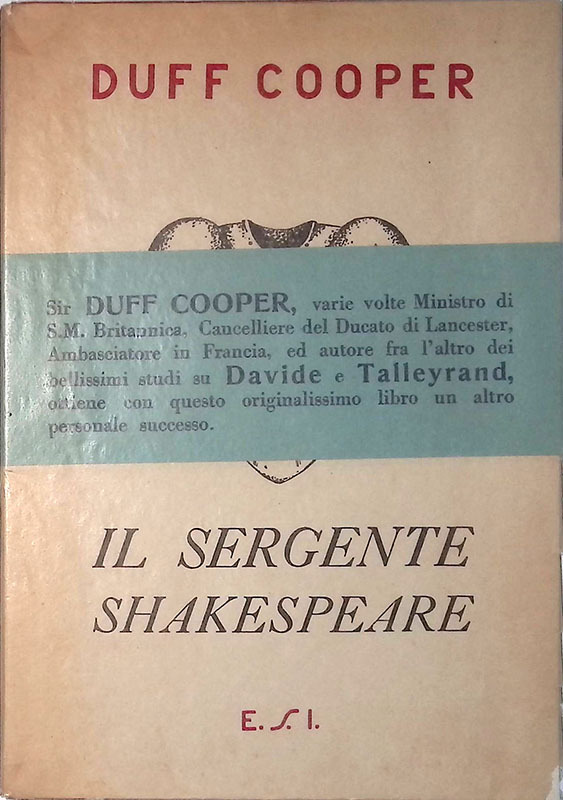 DUFF COOPER
Sir DUFF COOPER, varie volte Ministro di
S.M. Britannica, Cancelliere del Ducato di Lancester,
Ambasciatore in Francia, ed autore fra l'altro dei
bellissimi studi su Davide e Talleyrand,
ottiene con questo originalissimo libro un altro
personale successo.
IL SERGENTE
SHAKESPEARE
E.S.I.